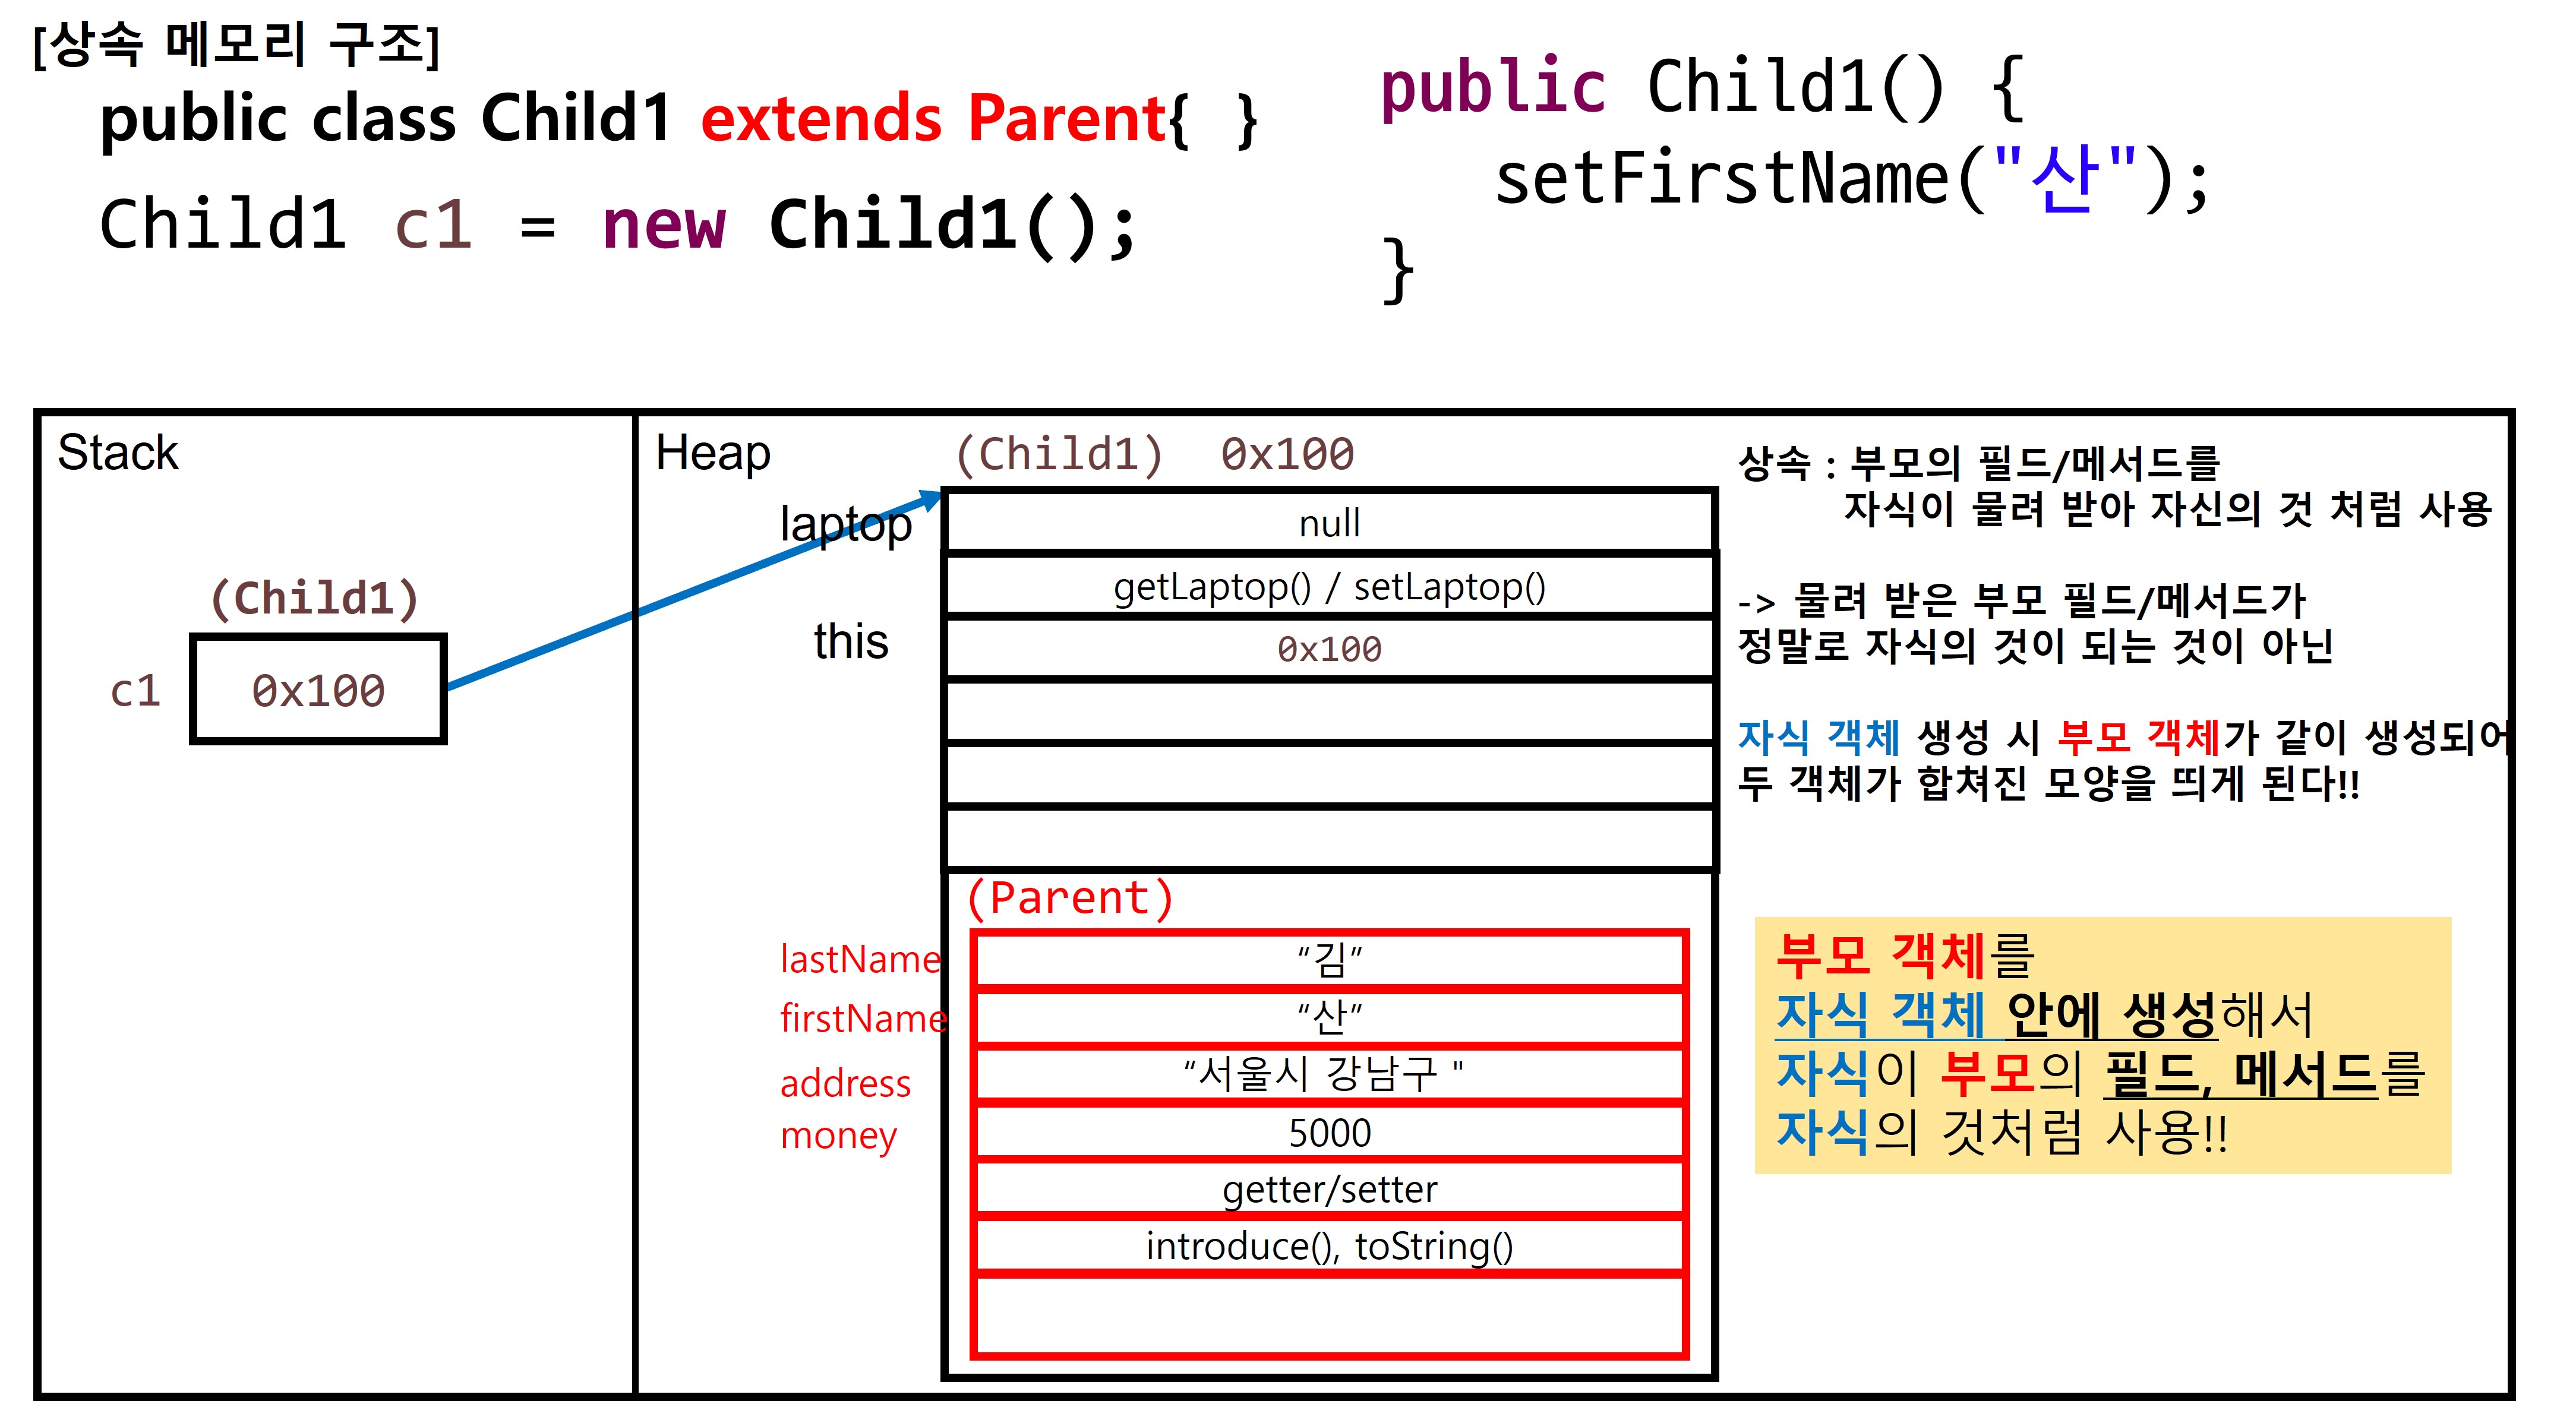 [상속 메모리 구조]
public class Child1 extends Parent{ }
Child1 c1 = new Child1();
public Child1() {
setFirstName("산");
}
Stack
(Child1)
c1 0x100
Heap
(Child1) 0x100
laptop null
getLaptop() / setLaptop()
this 0x100
(Parent)
lastName “김”
firstName “산”
address “서울시 강남구 "
money 5000
getter/setter
introduce(), toString()
상속 : 부모의 필드/메서드를
자식이 물려 받아 자신의 것 처럼 사용
-> 물려 받은 부모 필드/메서드가
정말로 자식의 것이 되는 것이 아닌
자식 객체 생성 시 부모 객체가 같이 생성되어
두 객체가 합쳐진 모양을 띄게 된다!!
부모 객체를
자식 객체 안에 생성해서
자식이 부모의 필드, 메서드를
자식의 것처럼 사용!!